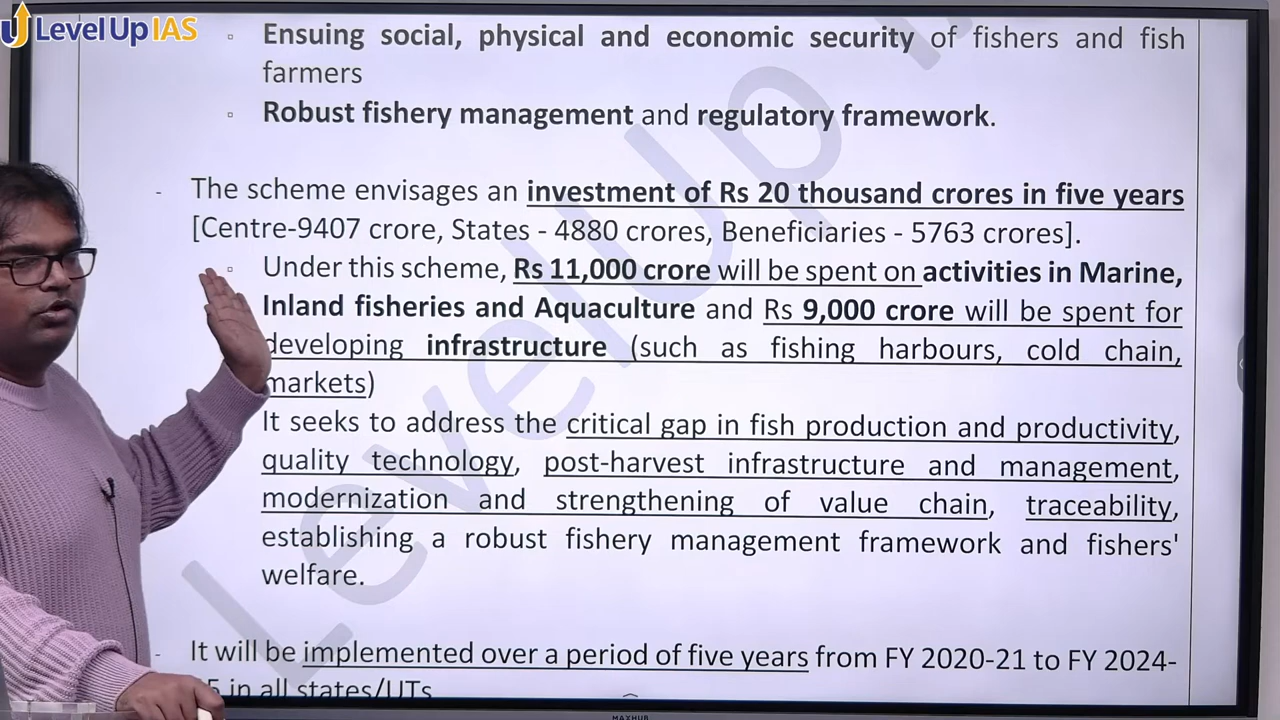 Level Up IAS
▫ Ensuing social, physical and economic security of fishers and fish
farmers
▫ Robust fishery management and regulatory framework.
- The scheme envisages an investment of Rs 20 thousand crores in five years
[Centre-9407 crore, States - 4880 crores, Beneficiaries - 5763 crores].
▫ Under this scheme, Rs 11,000 crore will be spent on activities in Marine,
Inland fisheries and Aquaculture and Rs 9,000 crore will be spent for
developing infrastructure (such as fishing harbours, cold chain,
markets)
It seeks to address the critical gap in fish production and productivity,
quality technology, post-harvest infrastructure and management,
modernization and strengthening of value chain, traceability,
establishing a robust fishery management framework and fishers'
welfare.
- It will be implemented over a period of five years from FY 2020-21 to FY 2024-
5 in all states/UTs
MAXHUB